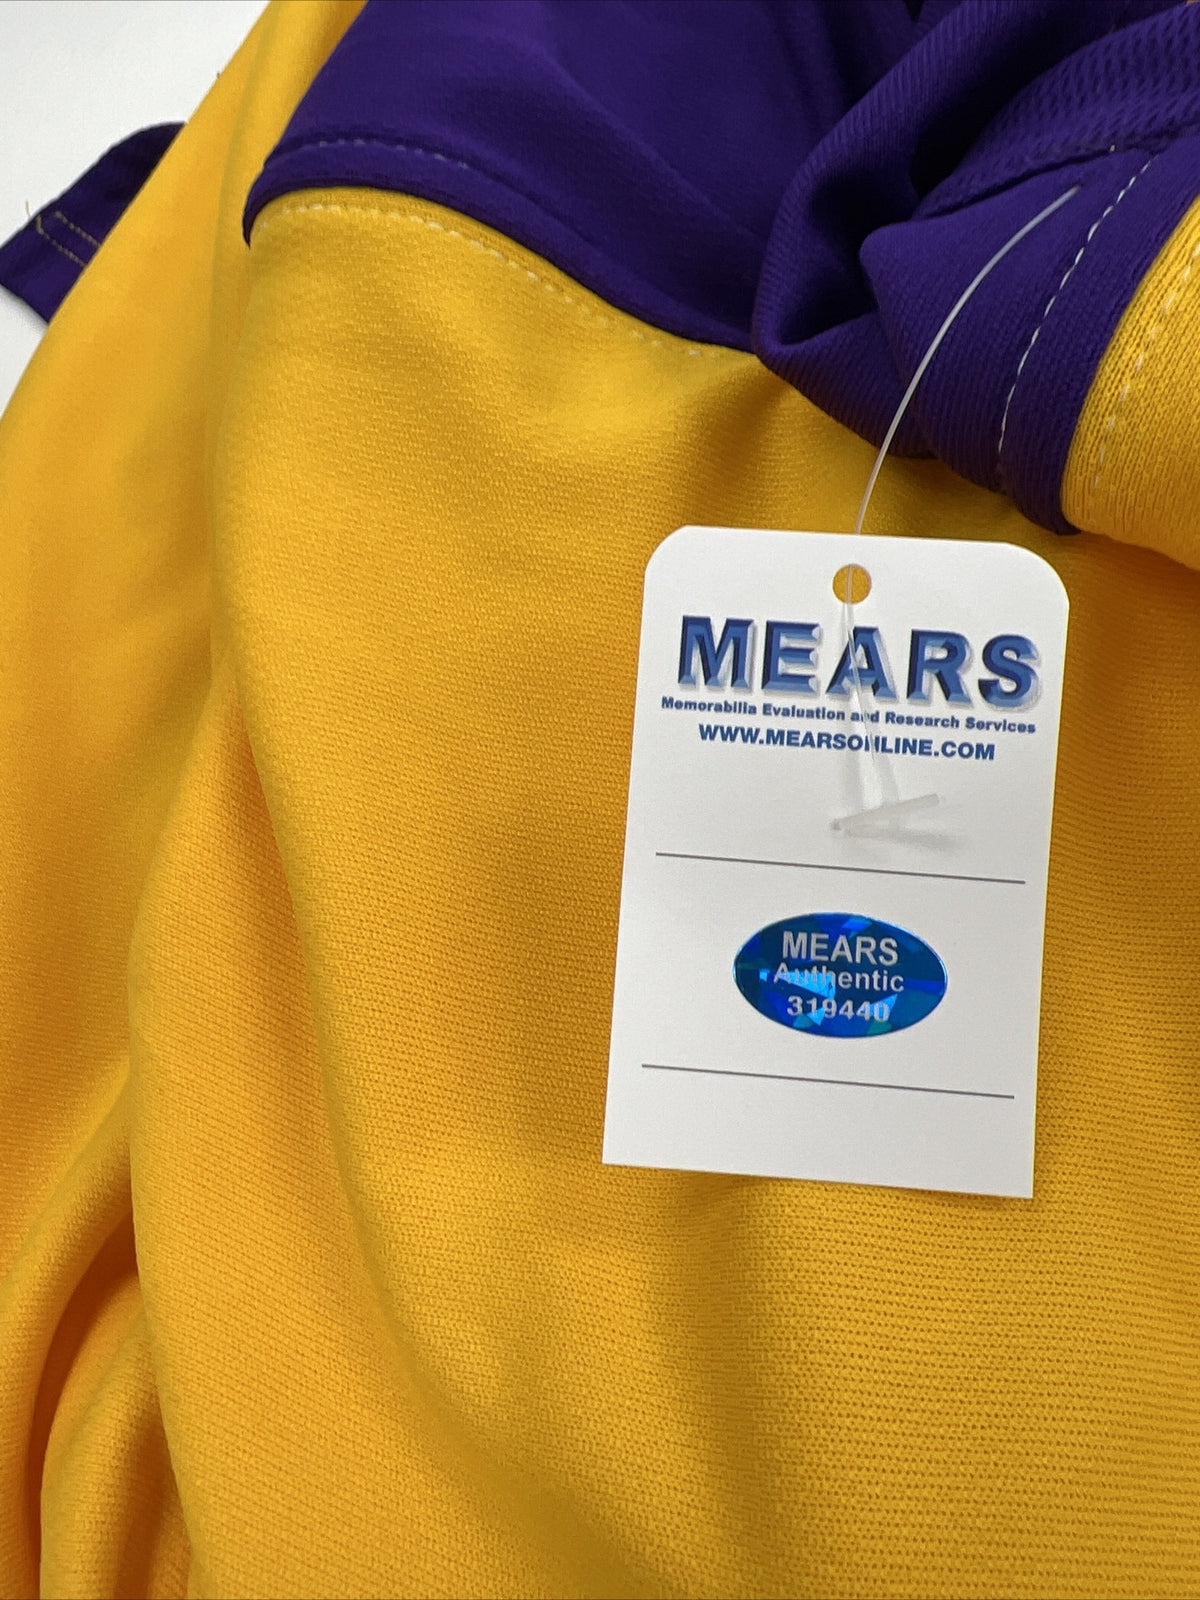 MEARS
Memorabilia Evaluation and Research Services
WWW.MEARSONLINE.COM
MEARS
Authentic
319440